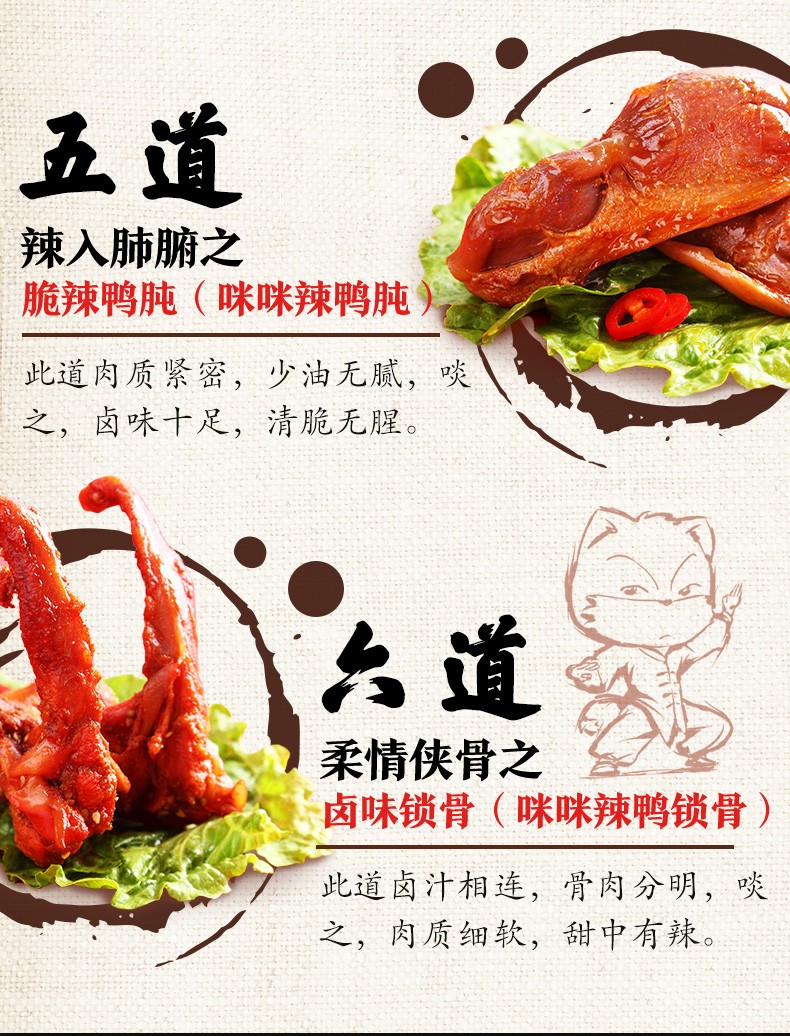 五道
辣入肺腑之
脆辣鸭肫（咪咪辣鸭肫）
此道肉质紧密，少油无腻，啖
之，卤味十足，清脆无腥。
六道
柔情侠骨之
卤味锁骨（咪咪辣鸭锁骨）
此道卤汁相连，骨肉分明，啖
之，肉质细软，甜中有辣。